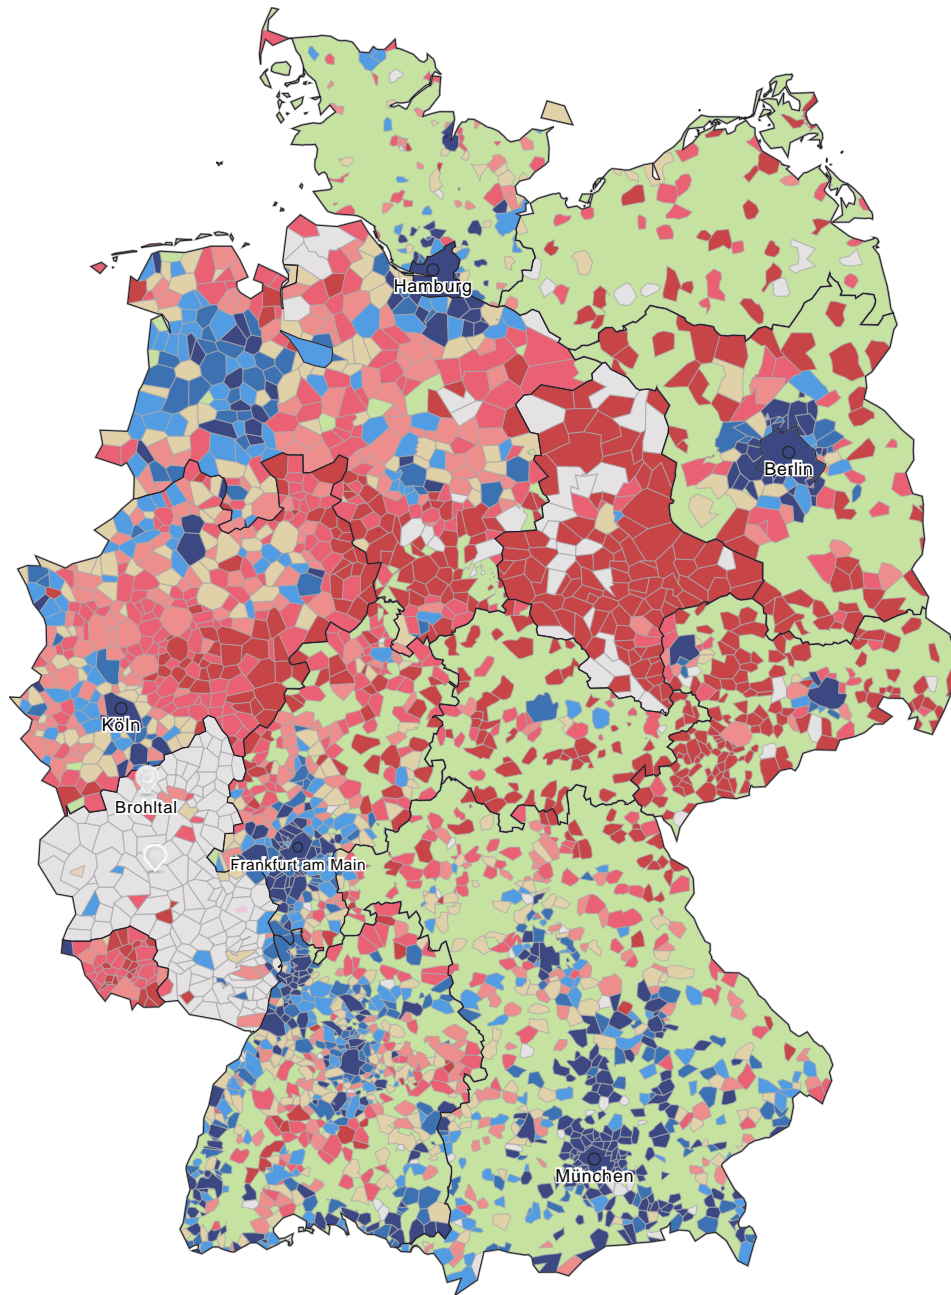 Hamburg
Berlin
Köln
Brohltal
Frankfurt am Main
München